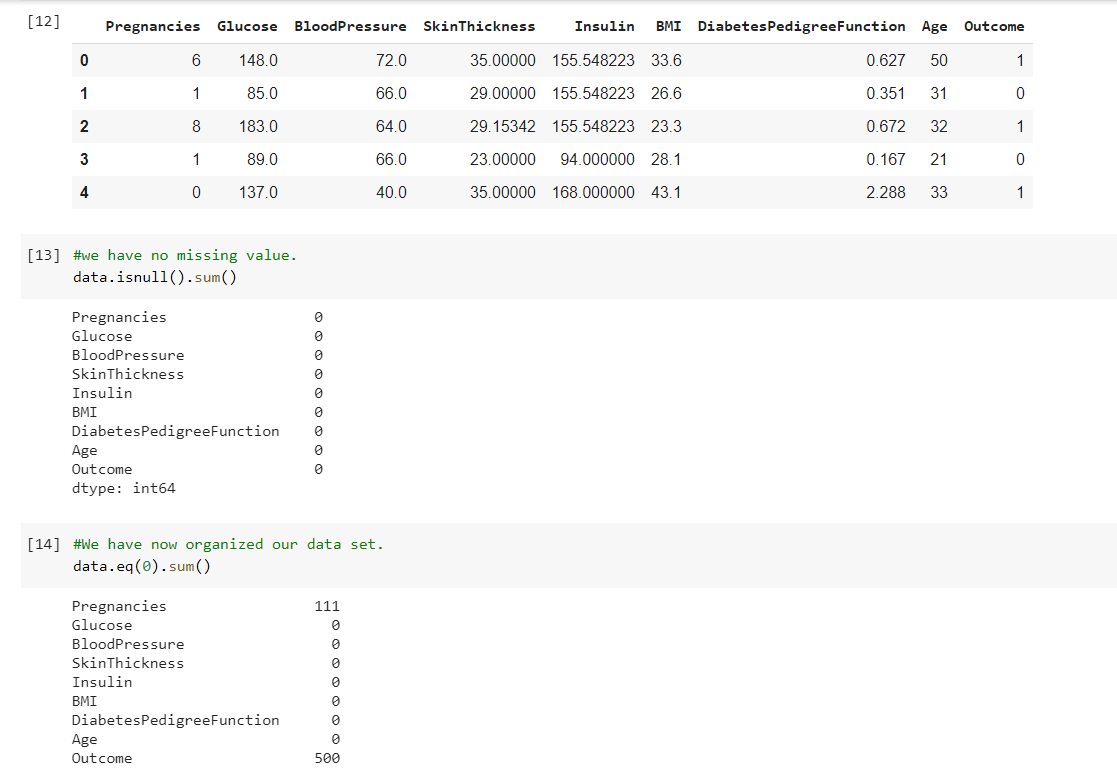 [12] Pregnancies Glucose BloodPressure SkinThickness Insulin BMI DiabetesPedigreeFunction Age Outcome
0 6 148.0 72.0 35.00000 155.548223 33.6 0.627 50 1
1 1 85.0 66.0 29.00000 155.548223 26.6 0.351 31 0
2 8 183.0 64.0 29.15342 155.548223 23.3 0.672 32 1
3 1 89.0 66.0 23.00000 94.000000 28.1 0.167 21 0
4 0 137.0 40.0 35.00000 168.000000 43.1 2.288 33 1
[13] #we have no missing value.
data.isnull().sum()
Pregnancies 0
Glucose 0
BloodPressure 0
SkinThickness 0
Insulin 0
BMI 0
DiabetesPedigreeFunction 0
Age 0
Outcome 0
dtype: int64
[14] #We have now organized our data set.
data.eq(0).sum()
Pregnancies 111
Glucose 0
BloodPressure 0
SkinThickness 0
Insulin 0
BMI 0
DiabetesPedigreeFunction 0
Age 0
Outcome 500